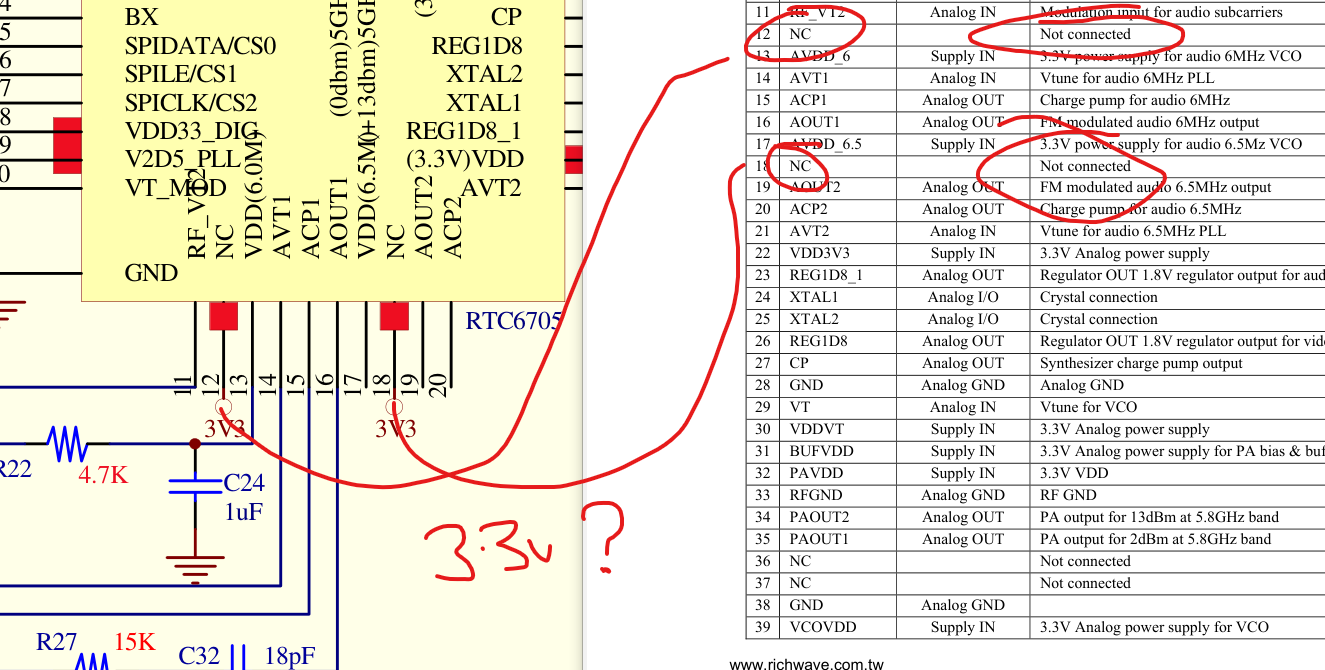 4
BX
CP
5
SPIDATA/CS0
REG1D8
6
SPILE/CS1
XTAL2
7
SPICLK/CS2
XTAL1
8
VDD33_DIG
REG1D8_1
9
V2D5_PLL
(3.3V)VDD
0
VT_MOD
AVT2
(0dbm)5G
(+13dbm)5G
RF_VT2
NC
VDD(6.0M)
AVT1
ACP1
AOUT1
VDD(6.5M)
NC
AOUT2
ACP2
GND
RTC6705
11
12
13
14
15
16
17
18
19
20
3V3
3V3
R22
4.7K
C24
1uF
3.3v ?
R27
15K
C32
18pF
11 RF_VT2 Analog IN Modulation input for audio subcarriers
12 NC Not connected
13 AVDD_6 Supply IN 3.3V power supply for audio 6MHz VCO
14 AVT1 Analog IN Vtune for audio 6MHz PLL
15 ACP1 Analog OUT Charge pump for audio 6MHz
16 AOUT1 Analog OUT FM modulated audio 6MHz output
17 AVDD_6.5 Supply IN 3.3V power supply for audio 6.5Mz VCO
18 NC Not connected
19 AOUT2 Analog OUT FM modulated audio 6.5MHz output
20 ACP2 Analog OUT Charge pump for audio 6.5MHz
21 AVT2 Analog IN Vtune for audio 6.5MHz PLL
22 VDD3V3 Supply IN 3.3V Analog power supply
23 REG1D8_1 Analog OUT Regulator OUT 1.8V regulator output for aud
24 XTAL1 Analog I/O Crystal connection
25 XTAL2 Analog I/O Crystal connection
26 REG1D8 Analog OUT Regulator OUT 1.8V regulator output for vid
27 CP Analog OUT Synthesizer charge pump output
28 GND Analog GND Analog GND
29 VT Analog IN Vtune for VCO
30 VDDVT Supply IN 3.3V Analog power supply
31 BUFVDD Supply IN 3.3V Analog power supply for PA bias & buf
32 PAVDD Supply IN 3.3V VDD
33 RFGND Analog GND RF GND
34 PAOUT2 Analog OUT PA output for 13dBm at 5.8GHz band
35 PAOUT1 Analog OUT PA output for 2dBm at 5.8GHz band
36 NC Not connected
37 NC Not connected
38 GND Analog GND
39 VCOVDD Supply IN 3.3V Analog power supply for VCO
www.richwave.com.tw